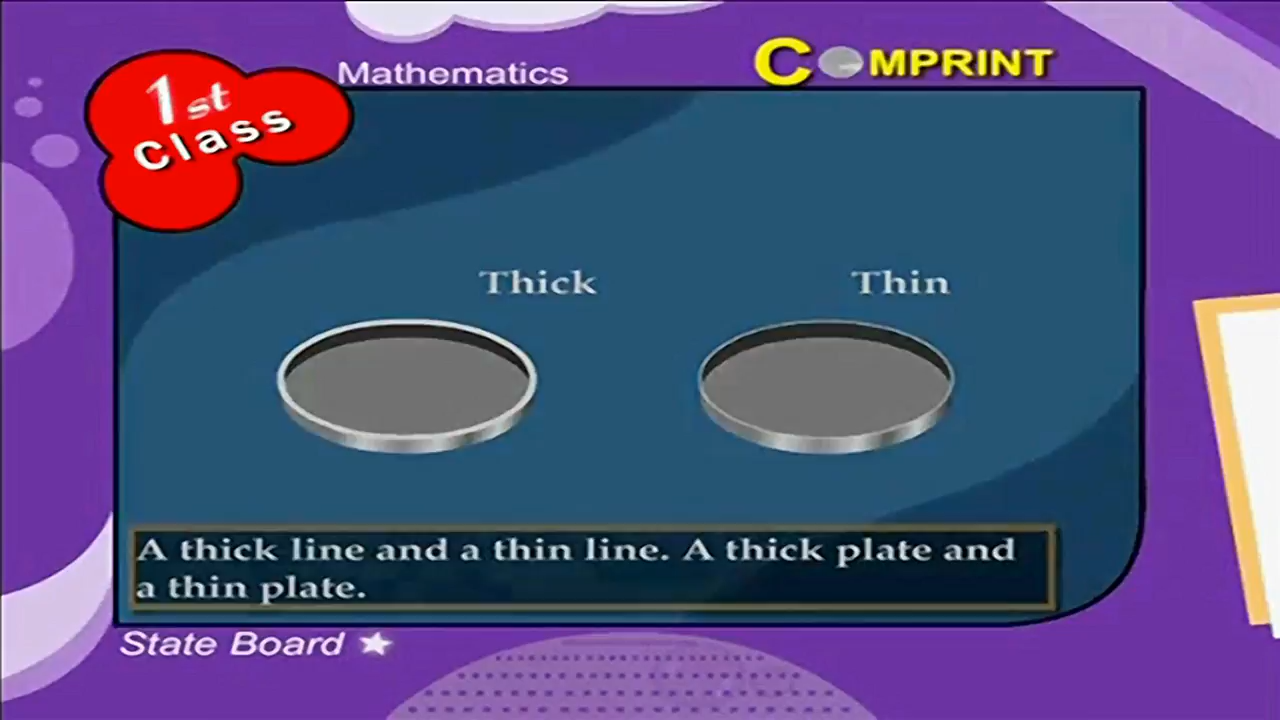 Mathematics
COMPRINT
1st
Class
Thick
Thin
A thick line and a thin line. A thick plate and
a thin plate.
State Board